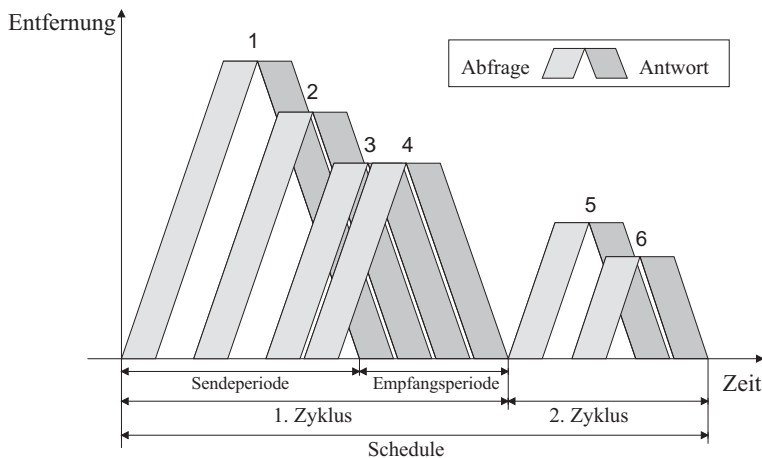 Entfernung
1
Abfrage Antwort
2
3 4
5
6
Zeit
Sendeperiode Empfangsperiode
1. Zyklus 2. Zyklus
Schedule